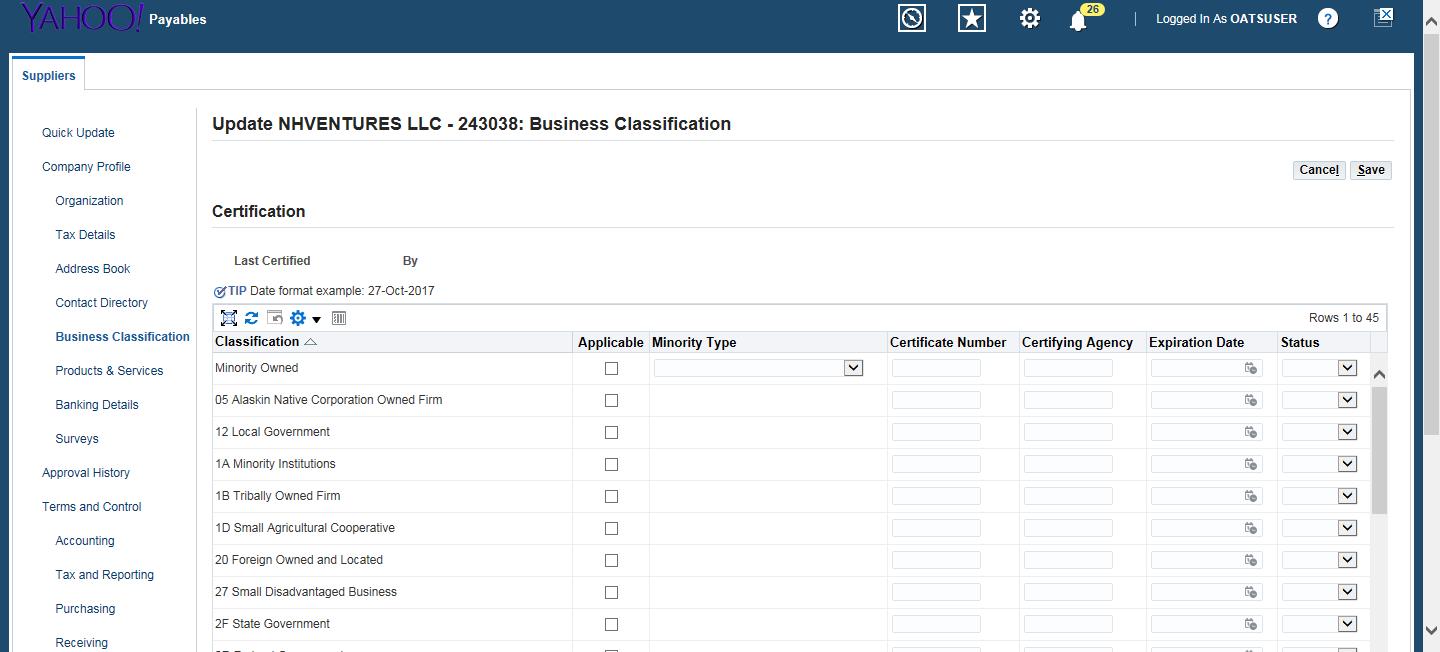 YAHOO! Payables 26 Logged In As OATSUSER ?
Suppliers
Quick Update
Company Profile
Organization
Tax Details
Address Book
Contact Directory
Business Classification
Products & Services
Banking Details
Surveys
Approval History
Terms and Control
Accounting
Tax and Reporting
Purchasing
Receiving
Update NHVENTURES LLC - 243038: Business Classification
Cancel Save
Certification
Last Certified By
TIP Date format example: 27-Oct-2017
Rows 1 to 45
Classification Applicable Minority Type Certificate Number Certifying Agency Expiration Date Status
Minority Owned
05 Alaskin Native Corporation Owned Firm
12 Local Government
1A Minority Institutions
1B Tribally Owned Firm
1D Small Agricultural Cooperative
20 Foreign Owned and Located
27 Small Disadvantaged Business
2F State Government